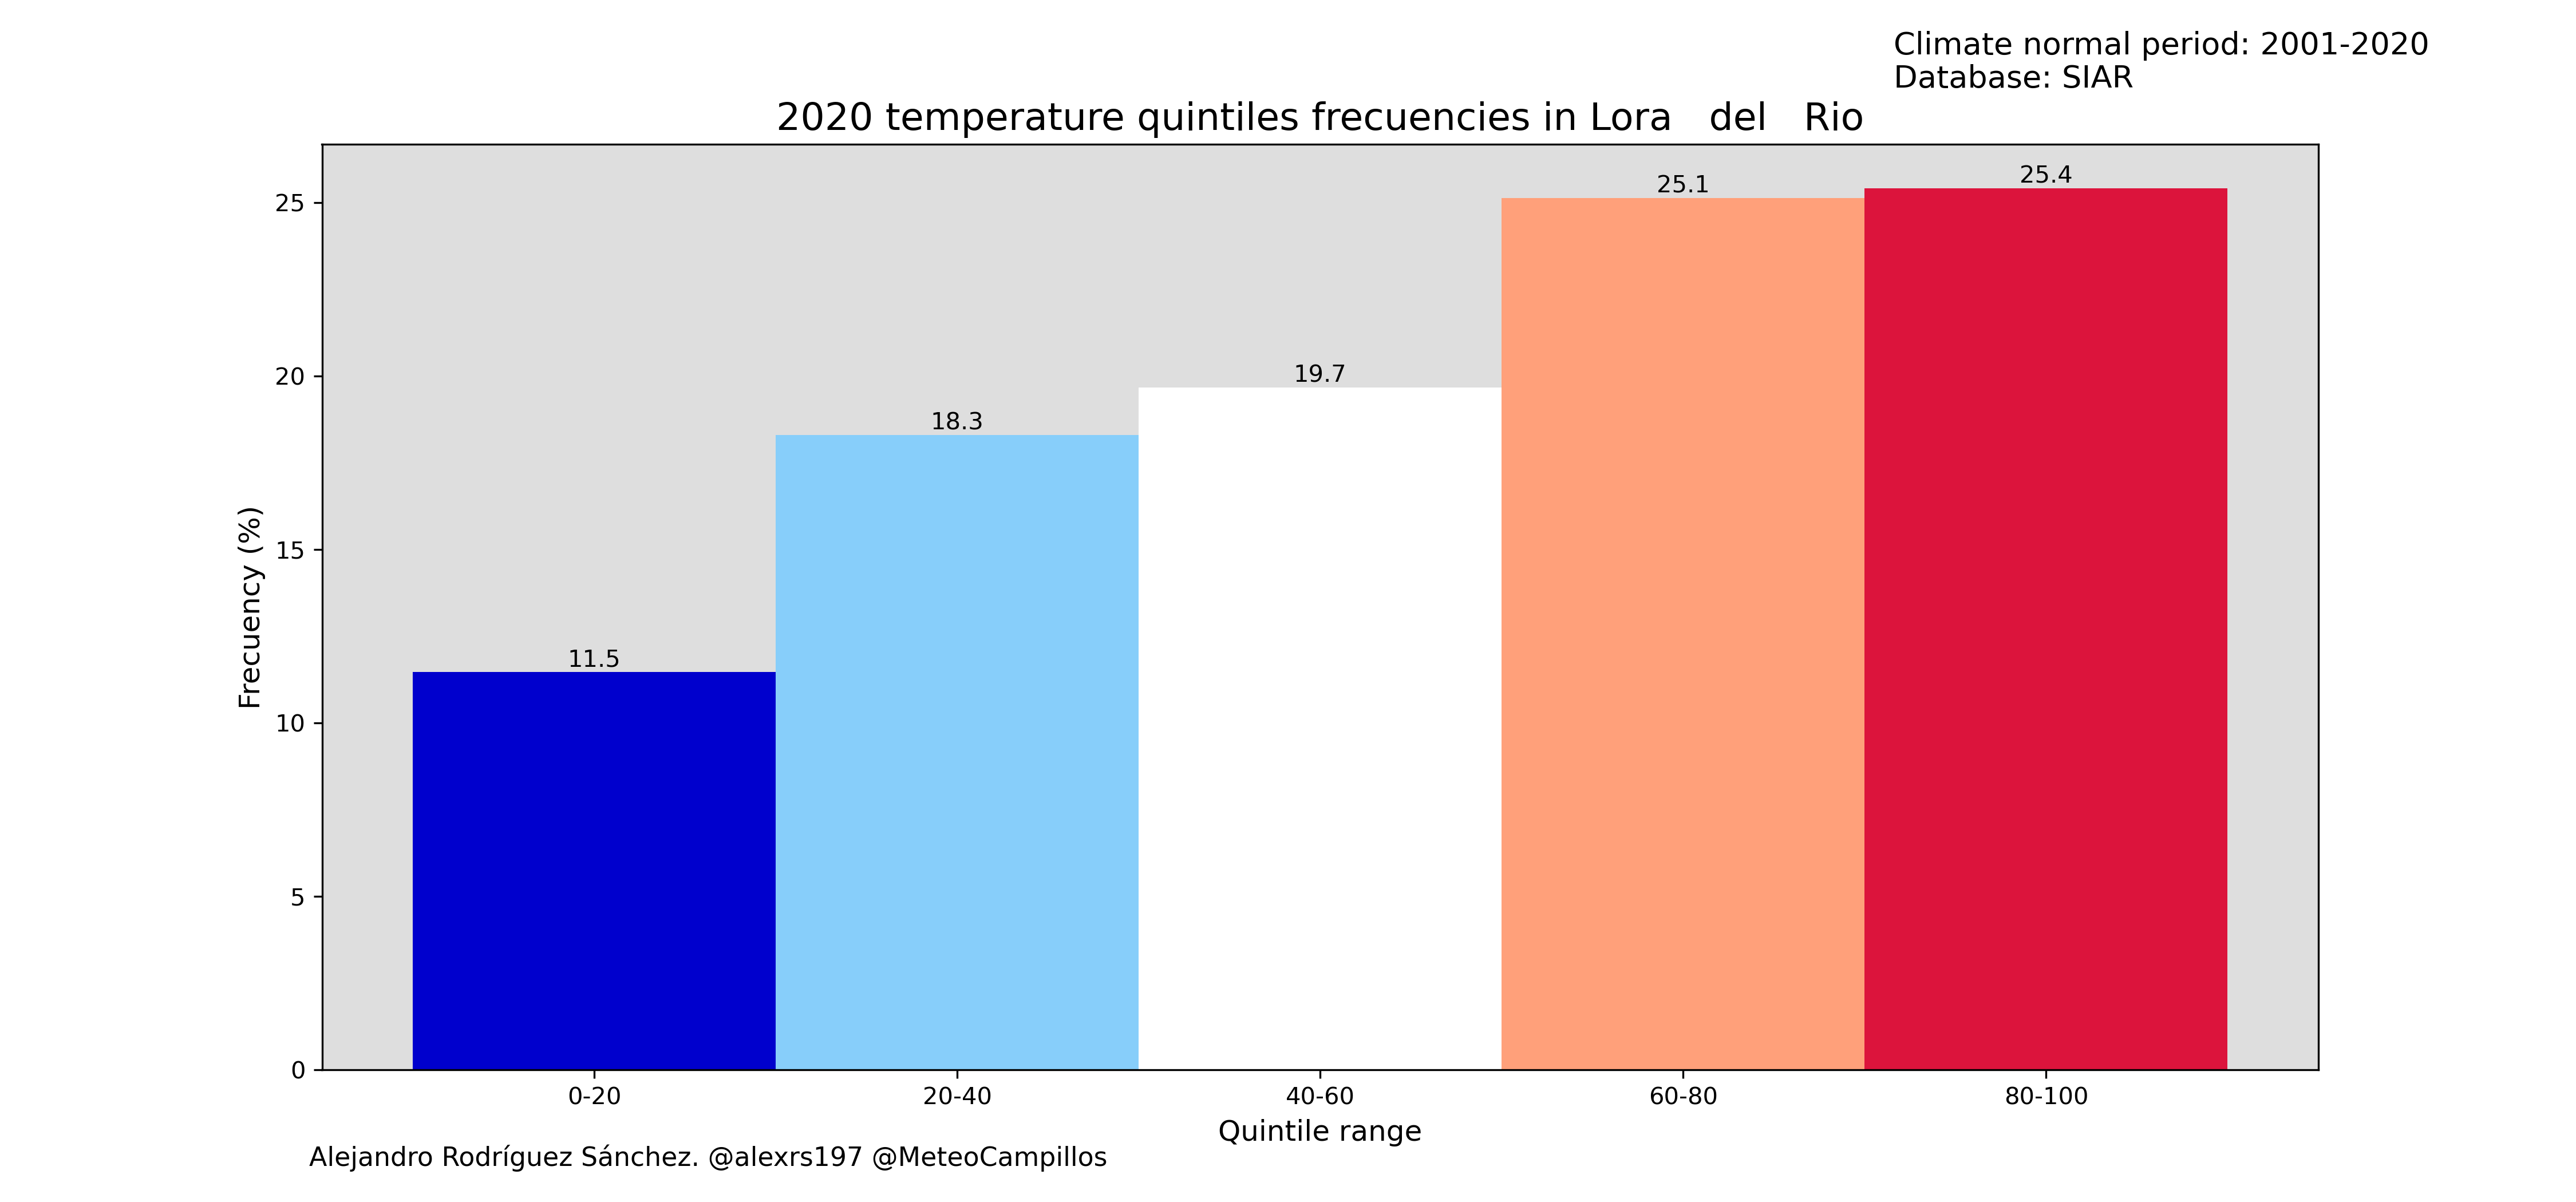 Climate normal period: 2001-2020
Database: SIAR
2020 temperature quintiles frecuencies in Lora   del   Rio
25.4
25.1
25
20
19.7
18.3
15
11.5
10
5
0
Frecuency (%)
0-20
20-40
40-60
60-80
80-100
Quintile range
Alejandro Rodríguez Sánchez. @alexrs197 @MeteoCampillos